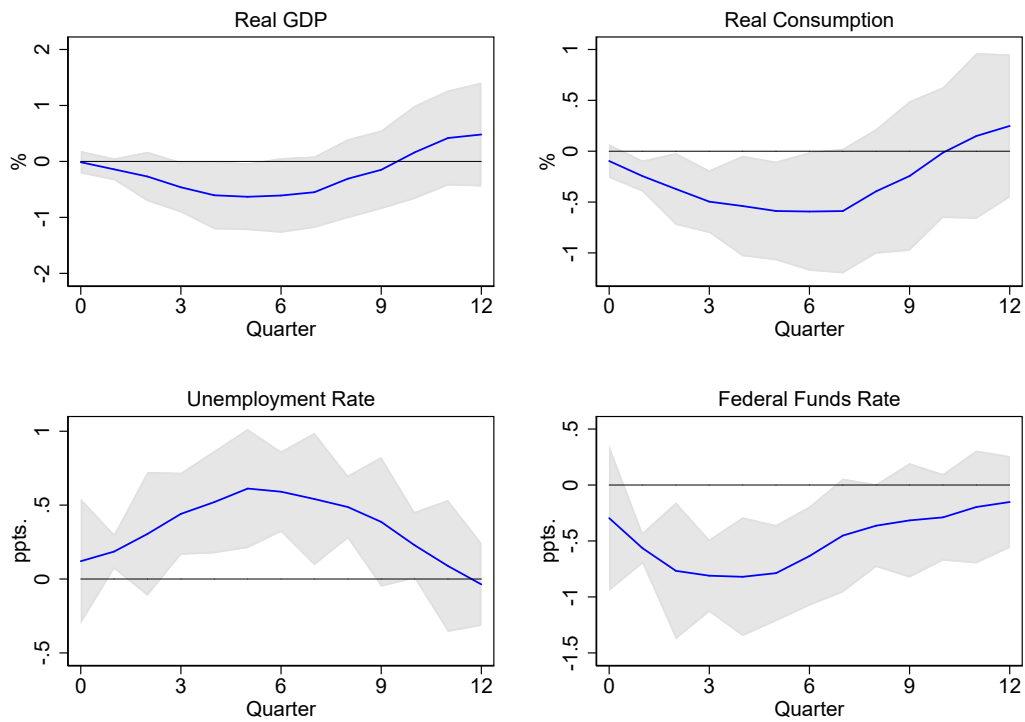 Real GDP
2
1
0
-1
-2
%
0 3 6 9 12
Quarter
Real Consumption
1
.5
0
-.5
-1
%
0 3 6 9 12
Quarter
Unemployment Rate
1
.5
0
-.5
ppts.
0 3 6 9 12
Quarter
Federal Funds Rate
.5
0
-.5
-1
-1.5
ppts.
0 3 6 9 12
Quarter